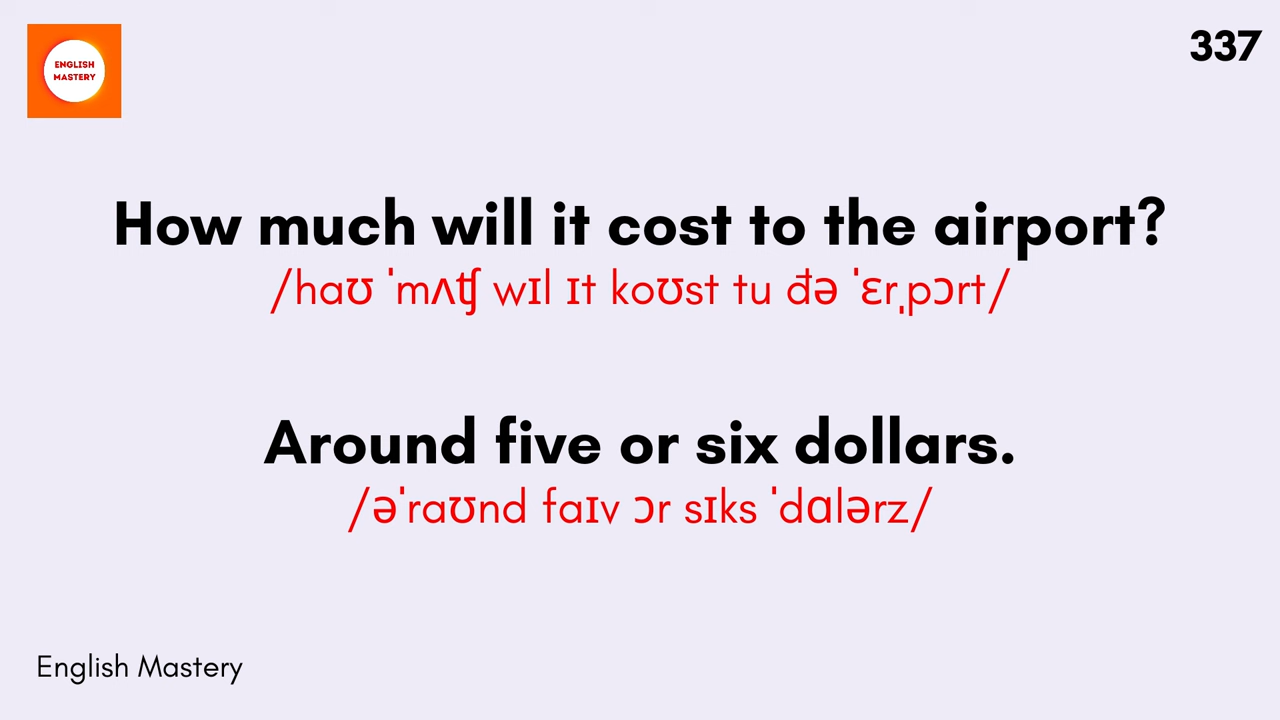 ENGLISH
MASTERY
337
How much will it cost to the airport?
/haʊ ˈmʌʧ wɪl ɪt koʊst tu đə ˈɛrˌpɔrt/
Around five or six dollars.
/əˈraʊnd faɪv ɔr sɪks ˈdɑlərz/
English Mastery